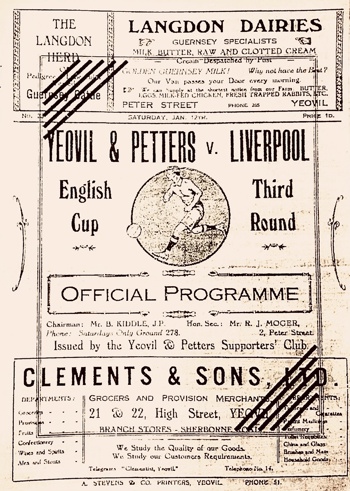 THE
LANGDON
HERD
Pedigree
Guernsey
LANGDON DAIRIES
GUERNSEY SPECIALISTS
MILK, BUTTER, RAW AND CLOTTED CREAM
Cream Despatched by Post
GOLDEN GUERNSEY MILK! Why not have the Best?
Our Van passes your Door every morning.
We can Supply at the shortest notice from our Farm BUTTER,
EGGS, MILK-FED CHICKEN, FRESH TRAPPED RABBITS, ETC.
PETER STREET PHONE 265 YEOVIL
No. SATURDAY, JAN. 12TH. PRICE 1D.
YEOVIL & PETTERS v. LIVERPOOL
English Cup
Third Round
OFFICIAL PROGRAMME
Chairman: Mr. B. KIDDLE, J.P. Hon. Sec.: Mr. R. J. MOGER,
Phone: Saturdays Only Ground 278. 2, Peter Street
Issued by the Yeovil & Petters Supporters' Club.
CLEMENTS & SONS, LTD.
DEPARTMENTS:
Groceries
Provisions
Fruits
Confectionery
Wines and Spirits
Ales and Stouts
GROCERS AND PROVISION MERCHANTS,
21 & 22, High Street, YEOVIL
BRANCH STORES - SHERBORNE ROAD
We Study the Quality of our Goods.
We Study our Customers Requirements.
Telegrams "Clementia, Yeovil" Telephone No. 14.
Cigarettes
Toilet Requisites
China and Glass
Brushes and Mats
Household Goods
A. STEVENS & CO. PRINTERS, YEOVIL. PHONE 51.